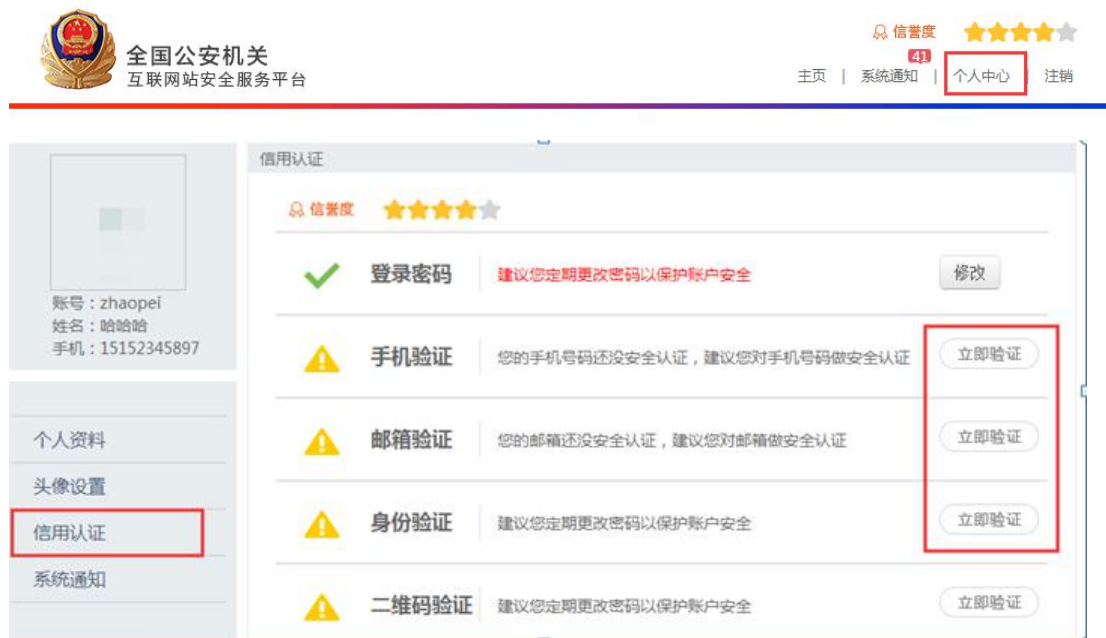 信誉度
全国公安机关
互联网站安全服务平台
41
主页 | 系统通知 | 个人中心 | 注销
信用认证
信誉度
登录密码 建议您定期更改密码以保护账户安全 修改
账号：zhaopei
姓名：哈哈哈
手机：15152345897
手机验证 您的手机号码还没安全认证，建议您对手机号码做安全认证 立即验证
个人资料
邮箱验证 您的邮箱还没安全认证，建议您对邮箱做安全认证 立即验证
头像设置
信用认证
身份验证 建议您定期更改密码以保护账户安全 立即验证
系统通知
二维码验证 建议您定期更改密码以保护账户安全 立即验证